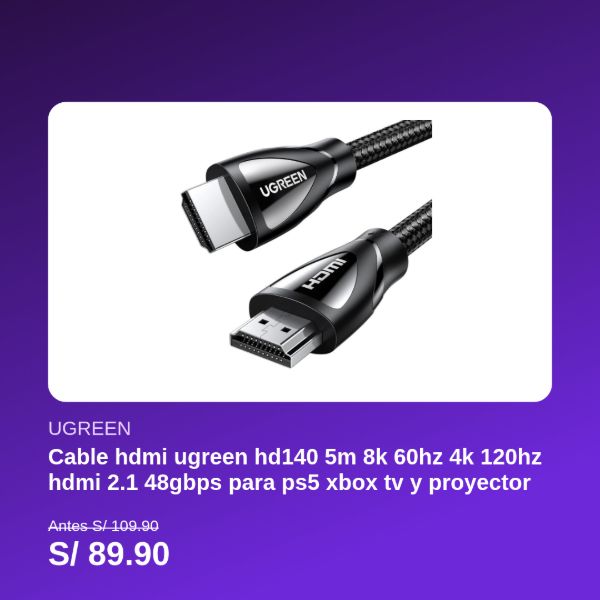 UGREEN
HDMI
UGREEN
Cable hdmi ugreen hd140 5m 8k 60hz 4k 120hz
hdmi 2.1 48gbps para ps5 xbox tv y proyector
Antes S/ 109.90
S/ 89.90